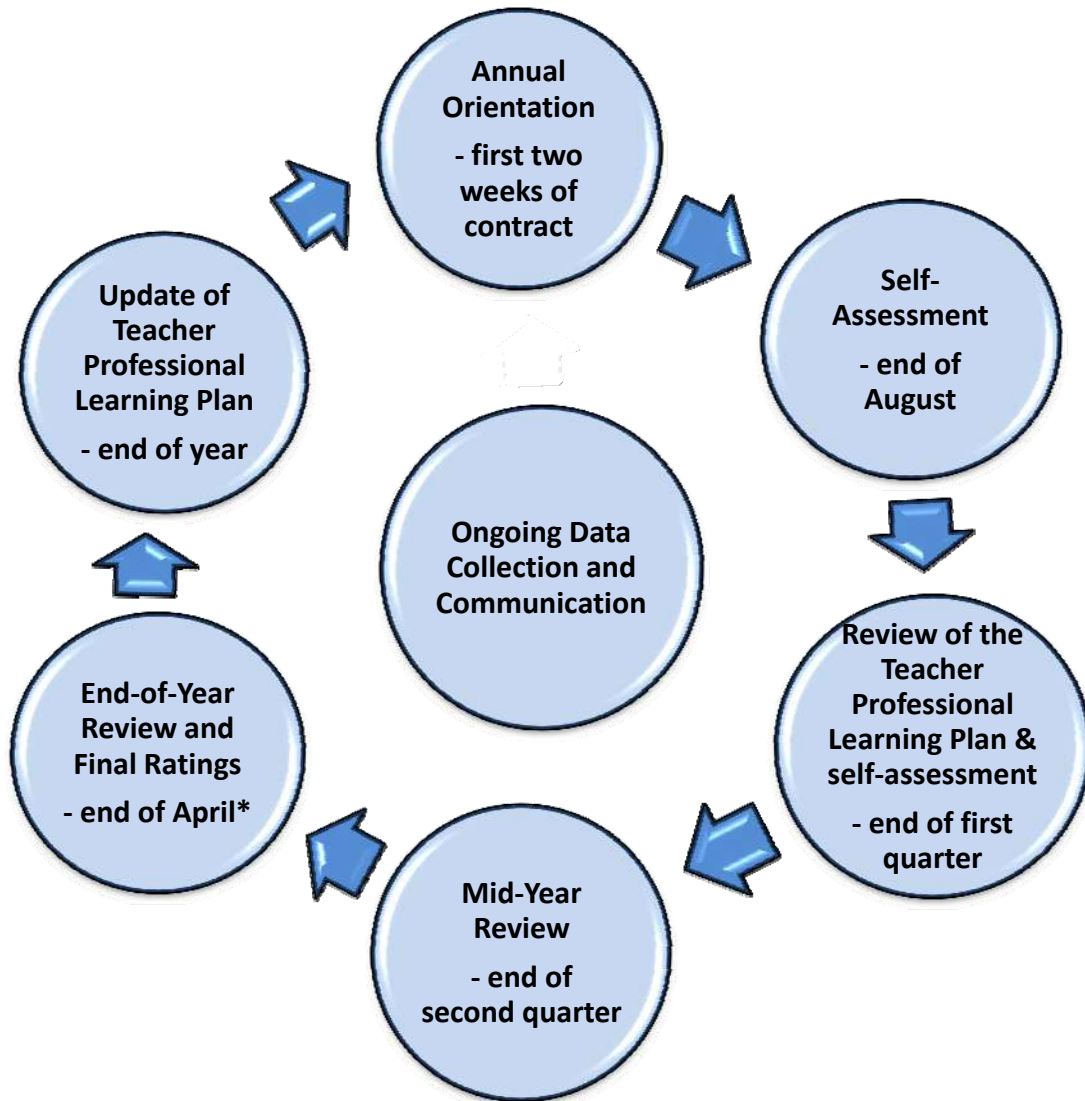 Annual
Orientation
- first two
weeks of
contract
Self-
Assessment
- end of
August
Review of the
Teacher
Professional
Learning Plan &
self-assessment
- end of first
quarter
Mid-Year
Review
- end of
second quarter
End-of-Year
Review and
Final Ratings
- end of April*
Update of
Teacher
Professional
Learning Plan
- end of year
Ongoing Data
Collection and
Communication